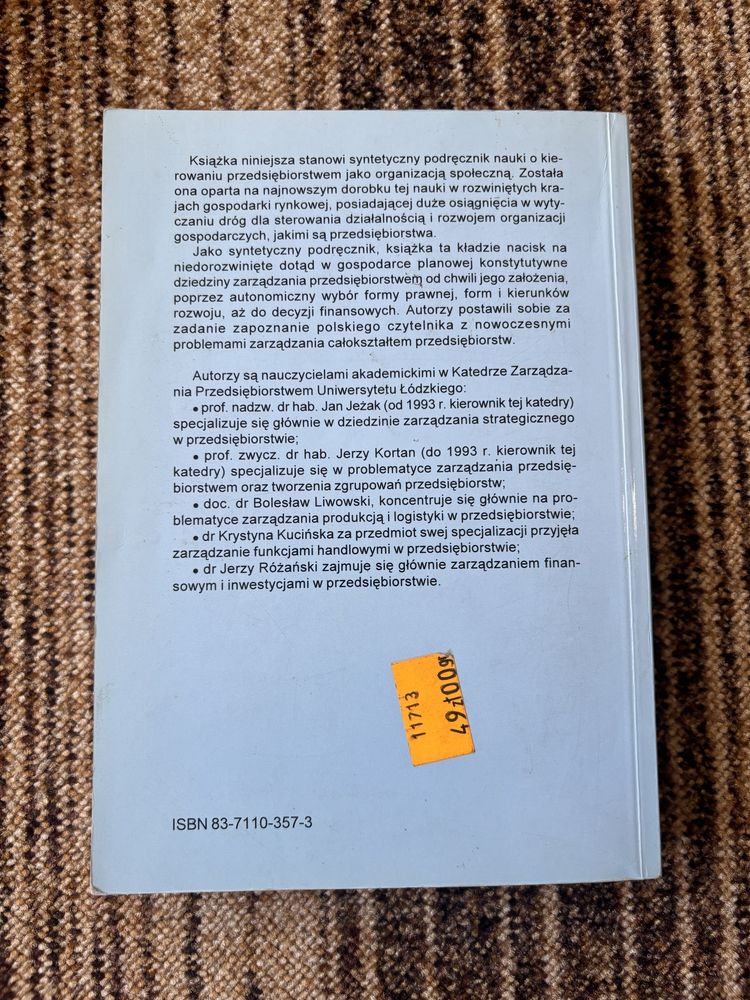 Książka niniejsza stanowi syntetyczny podręcznik nauki o kie-
rowaniu przedsiębiorstwem jako organizacją społeczną. Została
ona oparta na najnowszym dorobku tej nauki w rozwiniętych kra-
jach gospodarki rynkowej, posiadającej duże osiągnięcia w wyty-
czaniu dróg dla sterowania działalnością i rozwojem organizacji
gospodarczych, jakimi są przedsiębiorstwa.
Jako syntetyczny podręcznik, książka ta kładzie nacisk na
niedorozwinięte dotąd w gospodarce planowej konstytutywne
dziedziny zarządzania przedsiębiorstwem od chwili jego założenia,
poprzez autonomiczny wybór formy prawnej, form i kierunków
rozwoju, aż do decyzji finansowych. Autorzy postawili sobie za
zadanie zapoznanie polskiego czytelnika z nowoczesnymi
problemami zarządzania całokształtem przedsiębiorstw.
Autorzy są nauczycielami akademickimi w Katedrze Zarządza-
nia Przedsiębiorstwem Uniwersytetu Łódzkiego:
• prof. nadzw. dr hab. Jan Jeżak (od 1993 r. kierownik tej katedry)
specjalizuje się głównie w dziedzinie zarządzania strategicznego
w przedsiębiorstwie;
• prof. zwycz. dr hab. Jerzy Kortan (do 1993 r. kierownik tej
katedry) specjalizuje się w problematyce zarządzania przedsię-
biorstwem oraz tworzenia zgrupowań przedsiębiorstw;
• doc. dr Bolesław Liwowski, koncentruje się głównie na pro-
blematyce zarządzania produkcją i logistyki w przedsiębiorstwie;
• dr Krystyna Kucińska za przedmiot swej specjalizacji przyjęła
zarządzanie funkcjami handlowymi w przedsiębiorstwie;
• dr Jerzy Różański zajmuje się głównie zarządzaniem finan-
sowym i inwestycjami w przedsiębiorstwie.
11713
49zł00gr
ISBN 83-7110-357-3